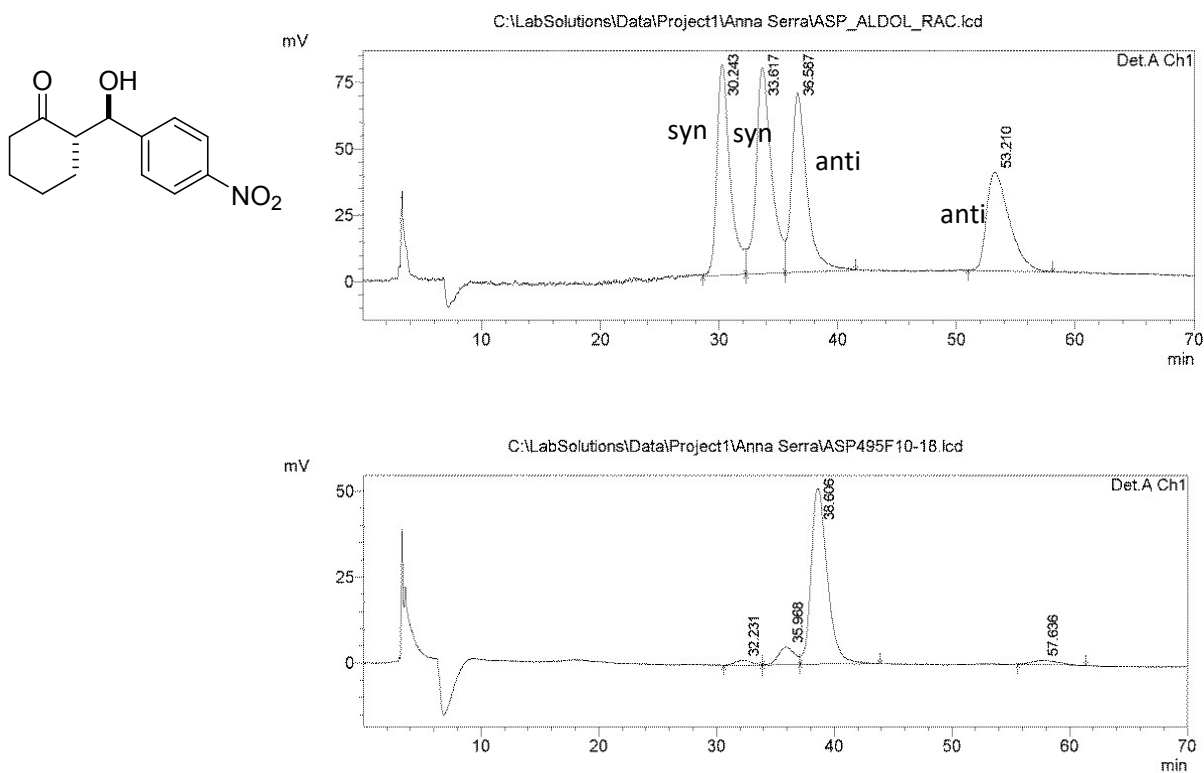 C:\LabSolutions\Data\Project1\Anna Serra\ASP_ALDOL_RAC.lcd
mV
Det.A Ch1
O
OH
NO2
75
50
25
0
30.243
33.617
36.587
53.210
syn
syn
anti
anti
10
20
30
40
50
60
70
min
C:\LabSolutions\Data\Project1\Anna Serra\ASP495F10-18.lcd
mV
Det.A Ch1
50
25
0
32.231
35.968
38.606
57.636
10
20
30
40
50
60
70
min